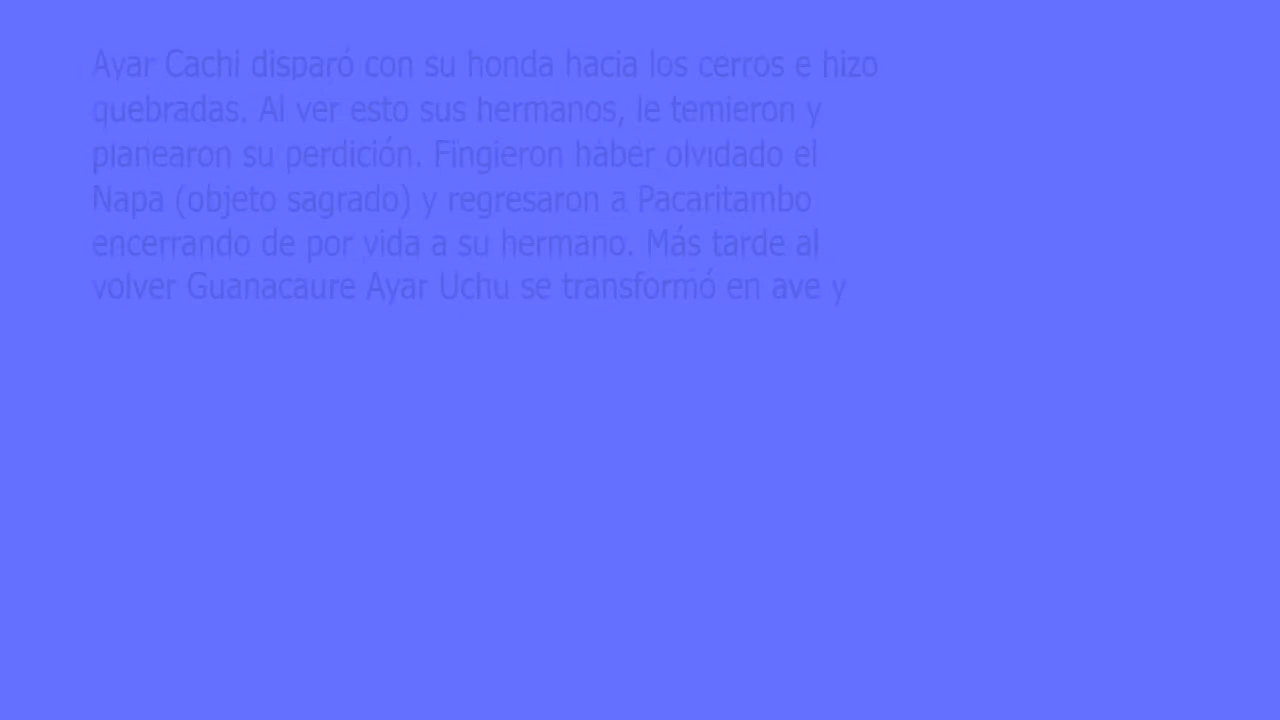 Ayar Cachi disparó con su honda hacia los cerros e hizo
quebradas. Al ver esto sus hermanos, le temieron y
planearon su perdición. Fingieron haber olvidado el
Napa (objeto sagrado) y regresaron a Pacaritambo
encerrando de por vida a su hermano. Más tarde al
volver Guanacaure Ayar Uchu se transformó en ave y